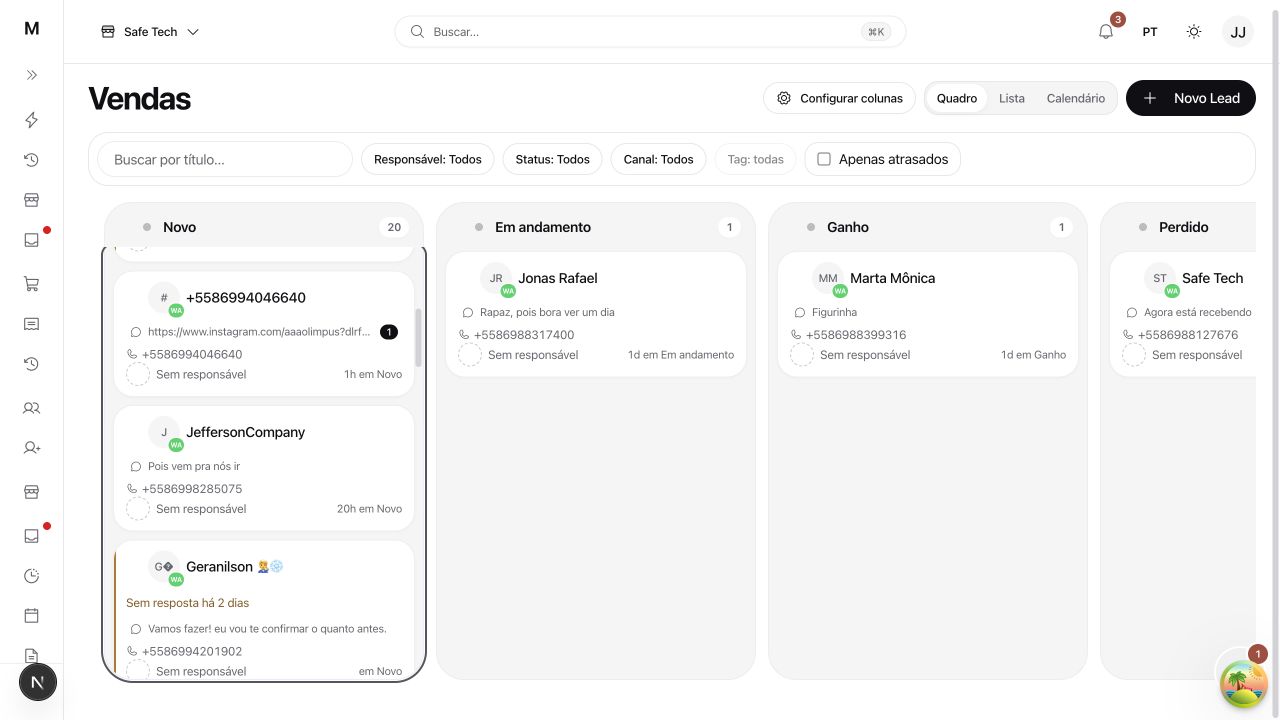 M
Safe Tech
Buscar...
⌘K
3
PT
JJ
Vendas
Configurar colunas
Quadro
Lista
Calendário
Novo Lead
Buscar por título...
Responsável: Todos
Status: Todos
Canal: Todos
Tag: todas
Apenas atrasados
Novo
20
#
WA
+5586994046640
https://www.instagram.com/aaaolimpus?dlrf...
1
+5586994046640
Sem responsável
1h em Novo
J
WA
JeffersonCompany
Pois vem pra nós ir
+5586998285075
Sem responsável
20h em Novo
G�
WA
Geranilson
Sem resposta há 2 dias
Vamos fazer! eu vou te confirmar o quanto antes.
+5586994201902
Sem responsável
em Novo
Em andamento
1
JR
WA
Jonas Rafael
Rapaz, pois bora ver um dia
+5586988317400
Sem responsável
1d em Em andamento
Ganho
1
MM
WA
Marta Mônica
Figurinha
+5586988399316
Sem responsável
1d em Ganho
Perdido
ST
WA
Safe Tech
Agora está recebendo
+5586988127676
Sem responsável
N
1